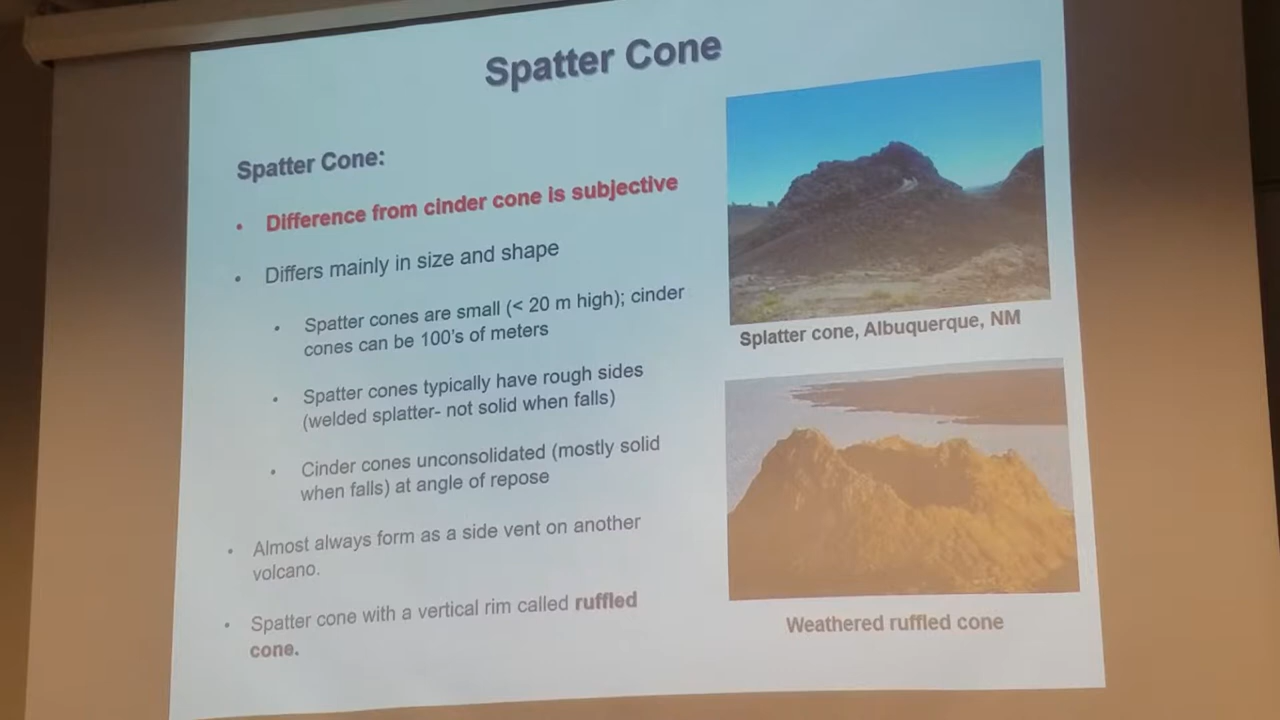 Spatter Cone
Spatter Cone:
• Difference from cinder cone is subjective
• Differs mainly in size and shape
• Spatter cones are small (< 20 m high); cinder
cones can be 100's of meters
• Spatter cones typically have rough sides
(welded splatter- not solid when falls)
• Cinder cones unconsolidated (mostly solid
when falls) at angle of repose
• Almost always form as a side vent on another
volcano.
• Spatter cone with a vertical rim called ruffled
cone.
Splatter cone, Albuquerque, NM
Weathered ruffled cone